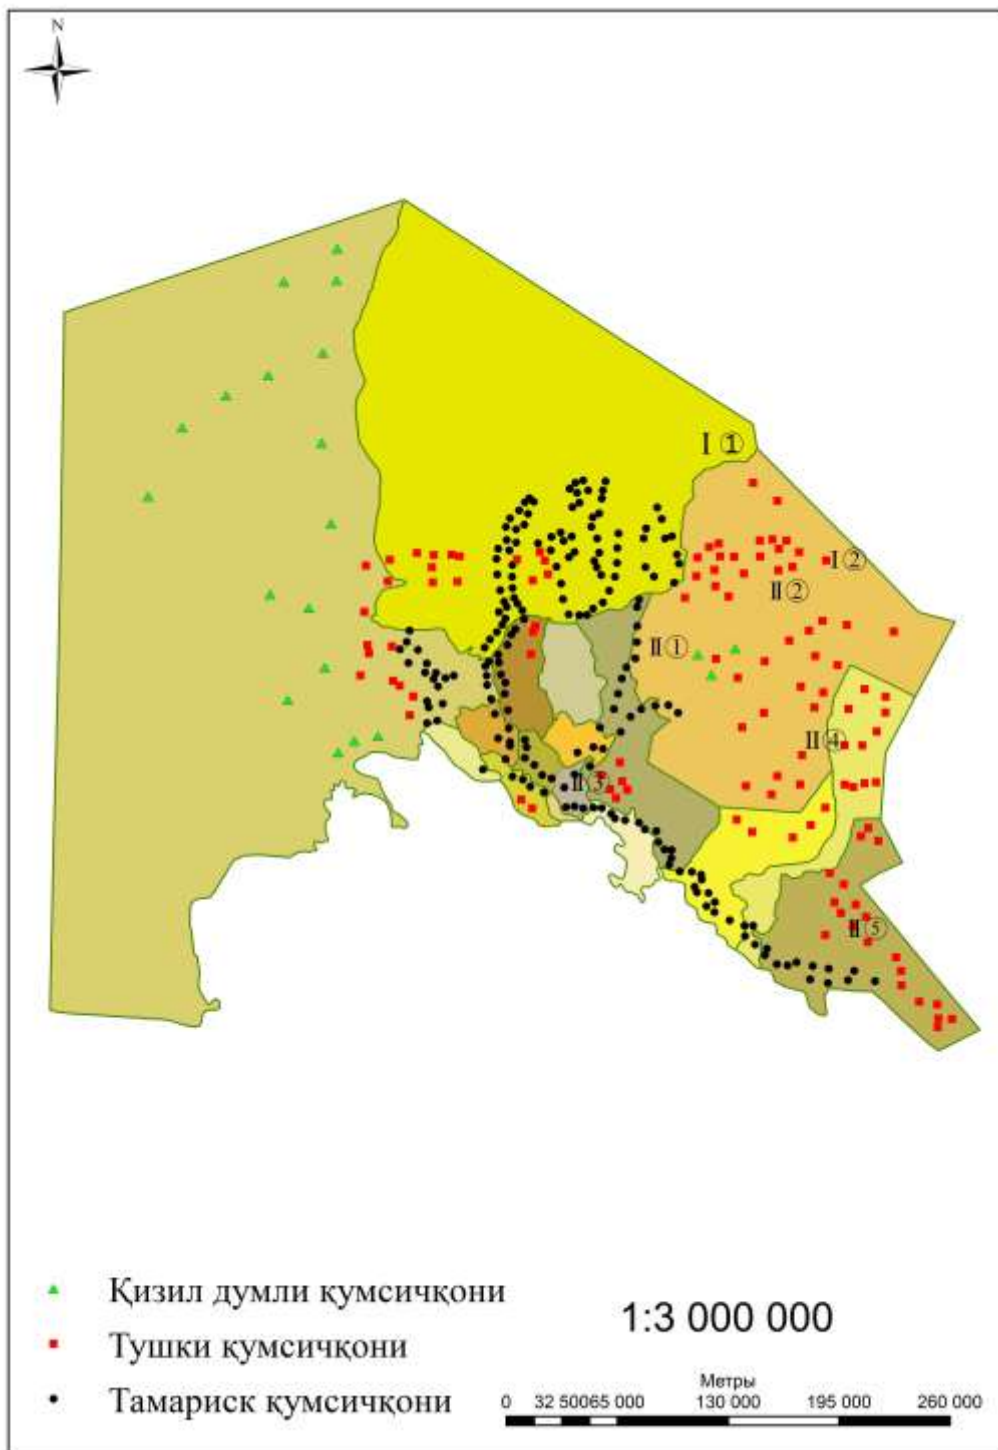 N
I ①
I ②
II ②
II ①
II ④
II ③
II ⑤
Қизил думли қумсичқони
Тушки қумсичқони
Тамариск қумсичқони
1:3 000 000
Метры
0 32 50065 000 130 000 195 000 260 000